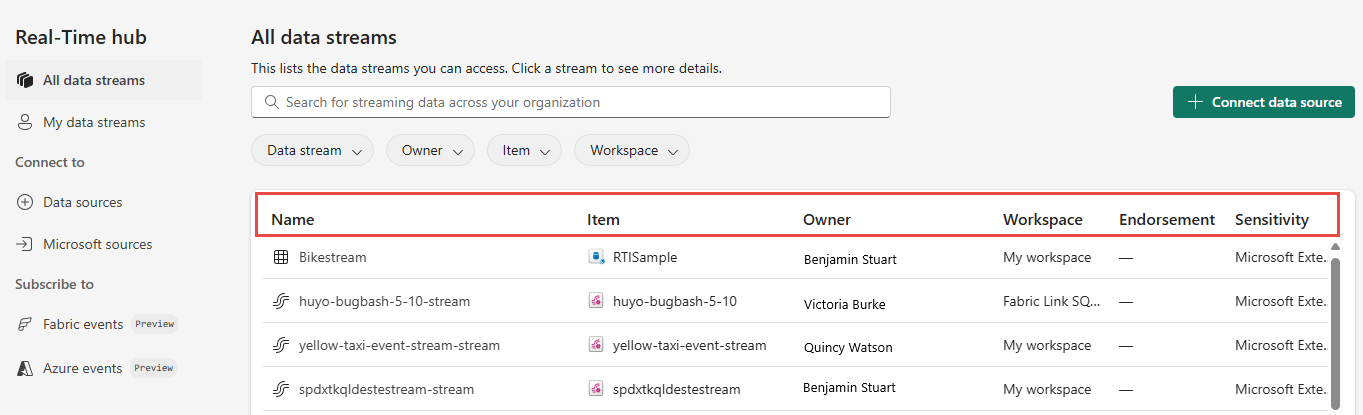 Real-Time hub
All data streams
My data streams
Connect to
Data sources
Microsoft sources
Subscribe to
Fabric events Preview
Azure events Preview
All data streams
This lists the data streams you can access. Click a stream to see more details.
Search for streaming data across your organization
Connect data source
Data stream Owner Item Workspace
Name Item Owner Workspace Endorsement Sensitivity
Bikestream RTISample Benjamin Stuart My workspace — Microsoft Exte...
huyo-bugbash-5-10-stream huyo-bugbash-5-10 Victoria Burke Fabric Link SQ... — Microsoft Exte..
yellow-taxi-event-stream-stream yellow-taxi-event-stream Quincy Watson My workspace — Microsoft Exte..
spdxtkqldestestream-stream spdxtkqldestestream Benjamin Stuart My workspace — Microsoft Exte..